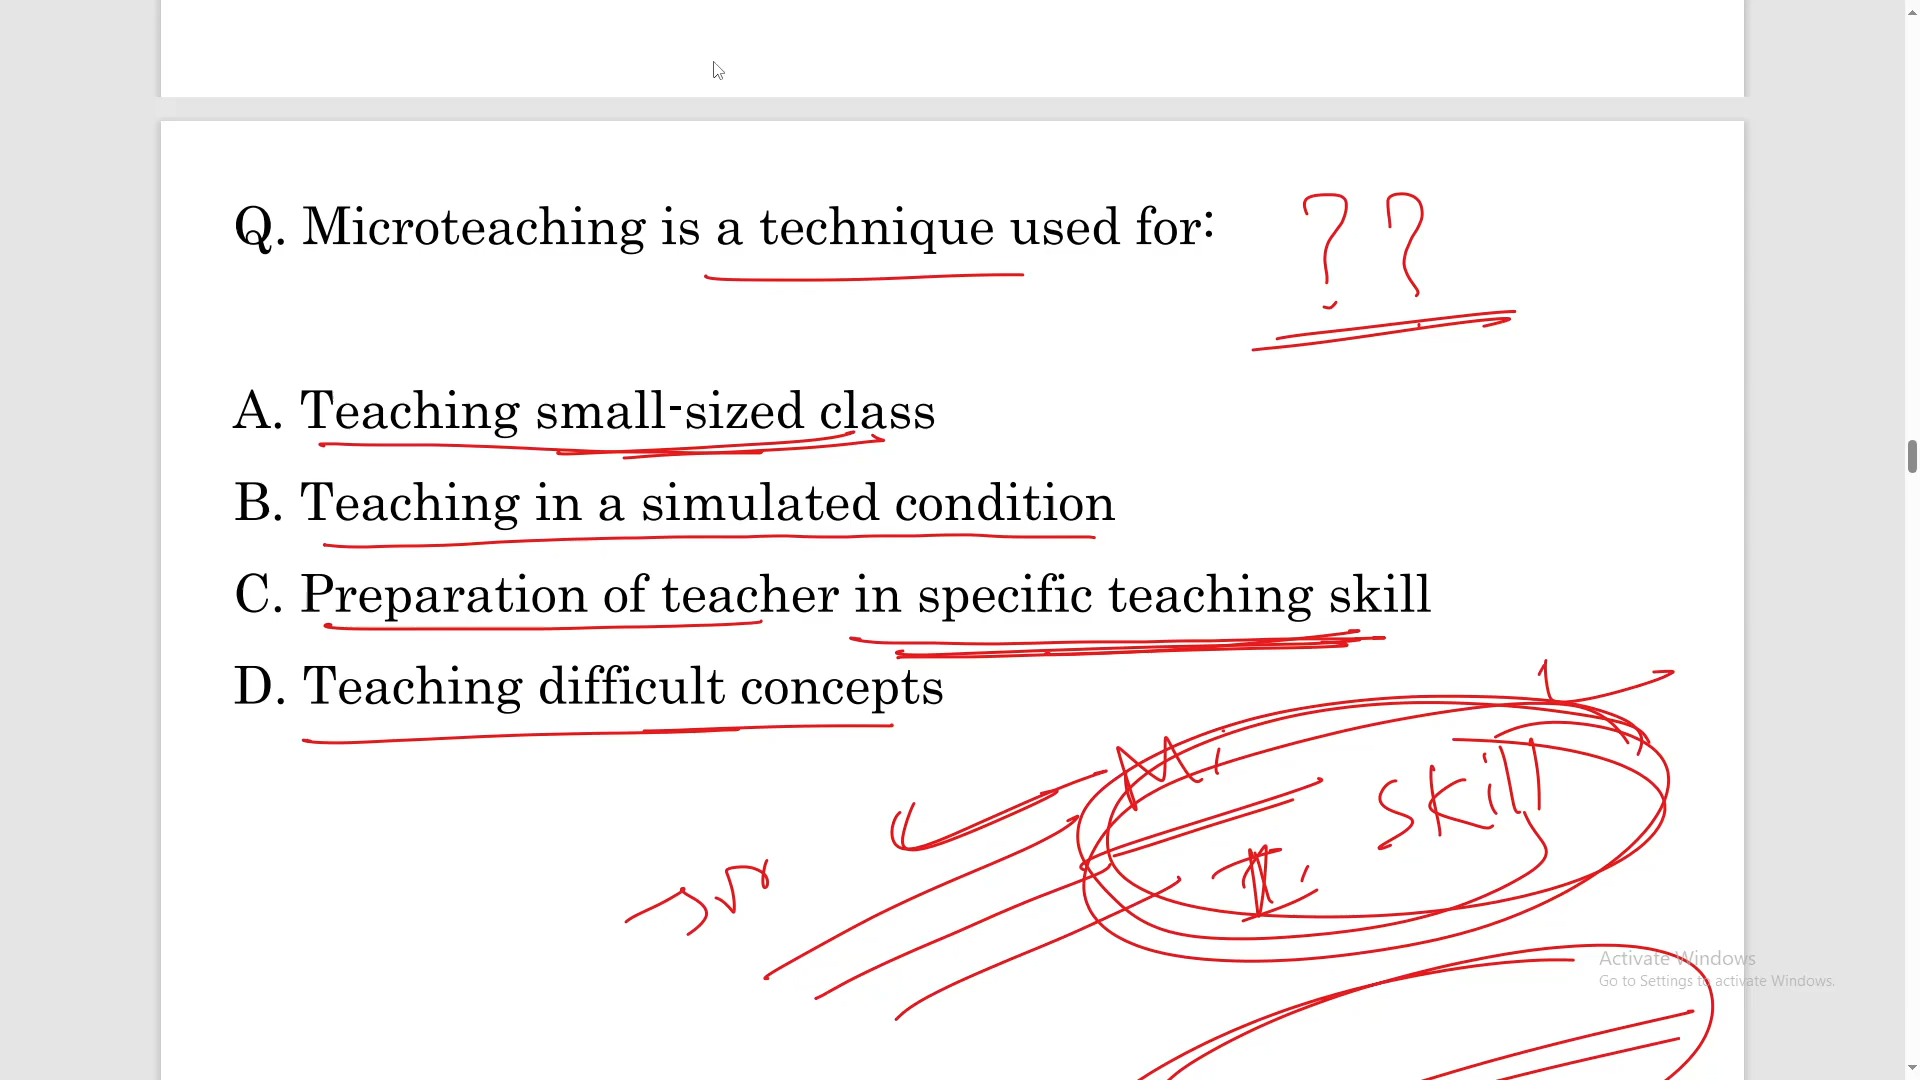 Q. Microteaching is a technique used for: ??
A. Teaching small-sized class
B. Teaching in a simulated condition
C. Preparation of teacher in specific teaching skill
D. Teaching difficult concepts
Skill
Activate Windows
Go to Settings to activate Windows.